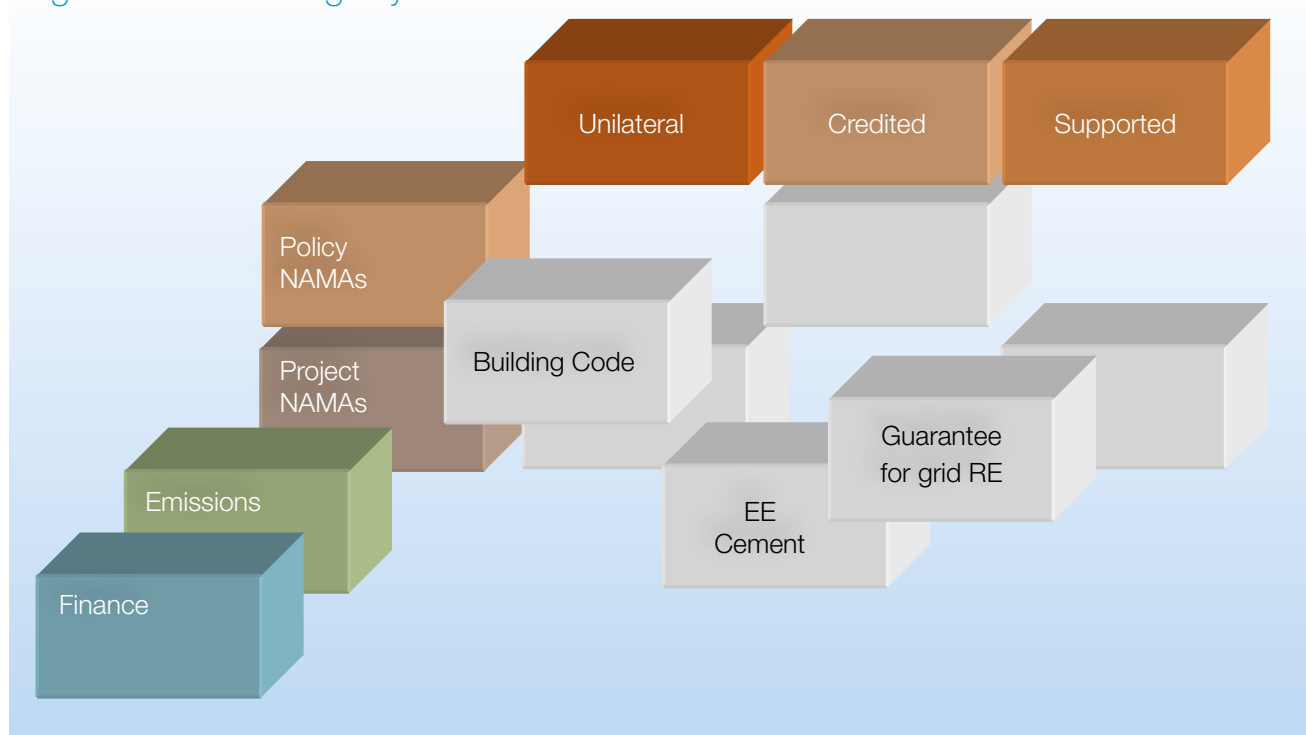 Unilateral
Credited
Supported
Policy
NAMAs
Building Code
Project
NAMAs
Guarantee
for grid RE
Emissions
EE
Cement
Finance